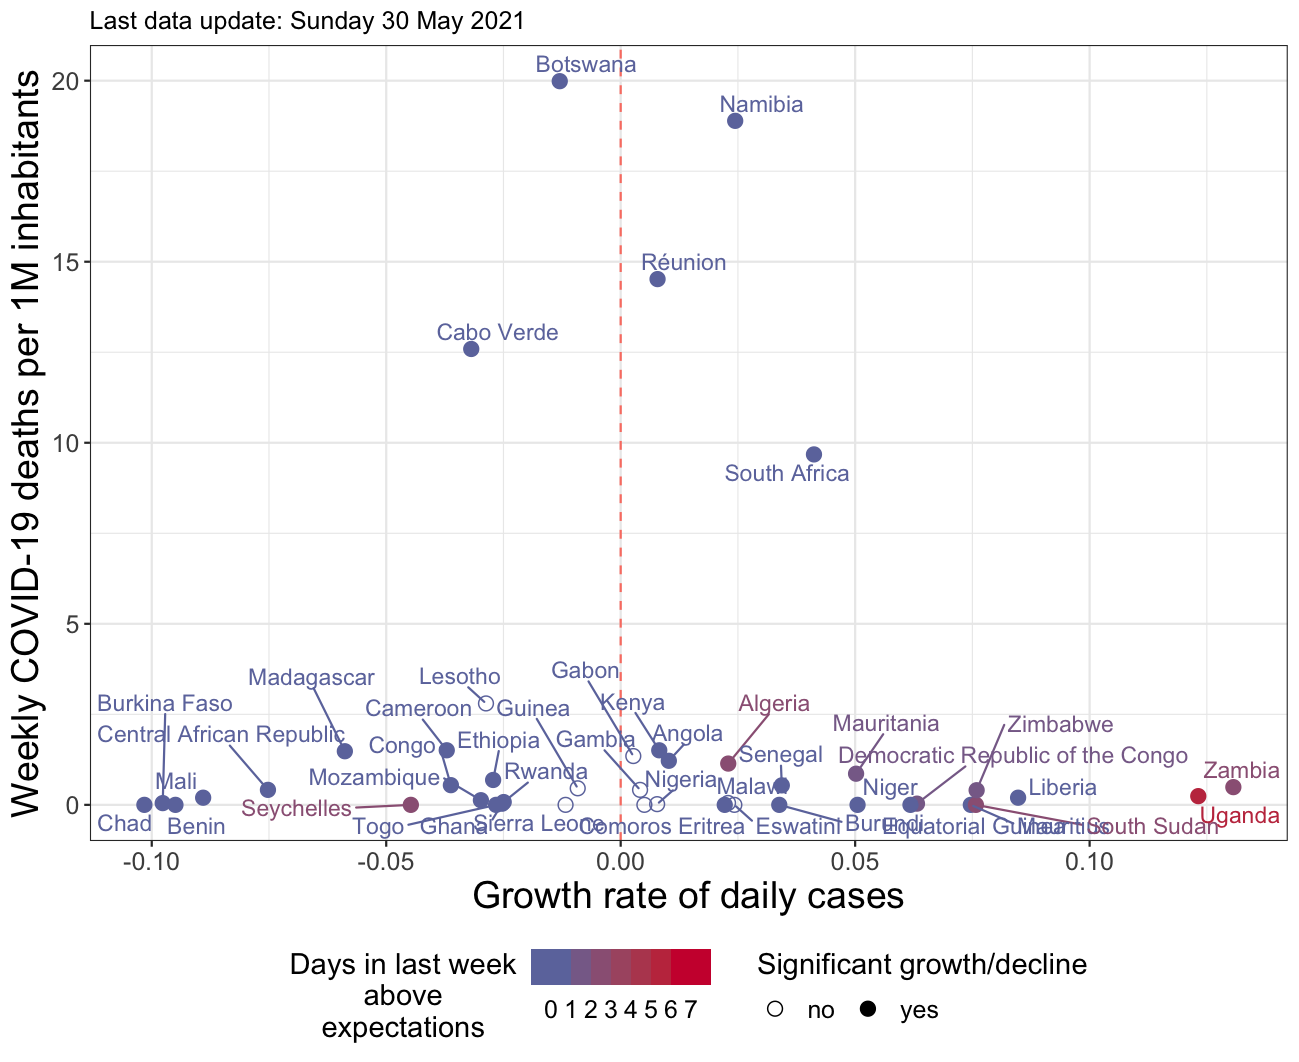 Last data update: Sunday 30 May 2021
Weekly COVID-19 deaths per 1M inhabitants
20
15
10
5
0
Botswana
Namibia
Réunion
Cabo Verde
South Africa
Madagascar
Lesotho
Gabon
Burkina Faso
Cameroon
Guinea
Kenya
Algeria
Central African Republic
Congo
Ethiopia
Gambia
Angola
Mauritania
Zimbabwe
Senegal
Democratic Republic of the Congo
Mali
Mozambique
Rwanda
Nigeria
Malawi
Niger
Liberia
Zambia
Seychelles
Uganda
Chad
Benin
Togo
Ghana
Sierra Leone
Comoros
Eritrea
Eswatini
Burundi
Equatorial Guinea
Mauritius
South Sudan
-0.10
-0.05
0.00
0.05
0.10
Growth rate of daily cases
Days in last week
above
expectations
0 1 2 3 4 5 6 7
Significant growth/decline
no
yes